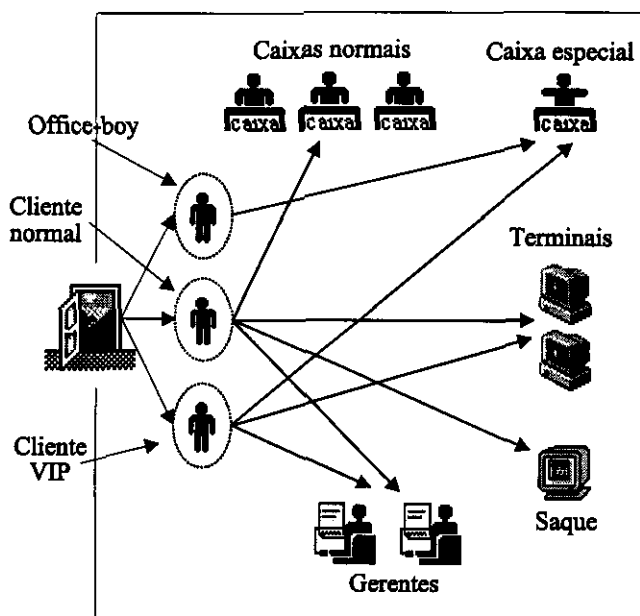 Caixas normais
Caixa especial
caixa
caixa
caixa
caixa
Office-boy
Cliente
normal
Terminais
Cliente
VIP
Saque
Gerentes